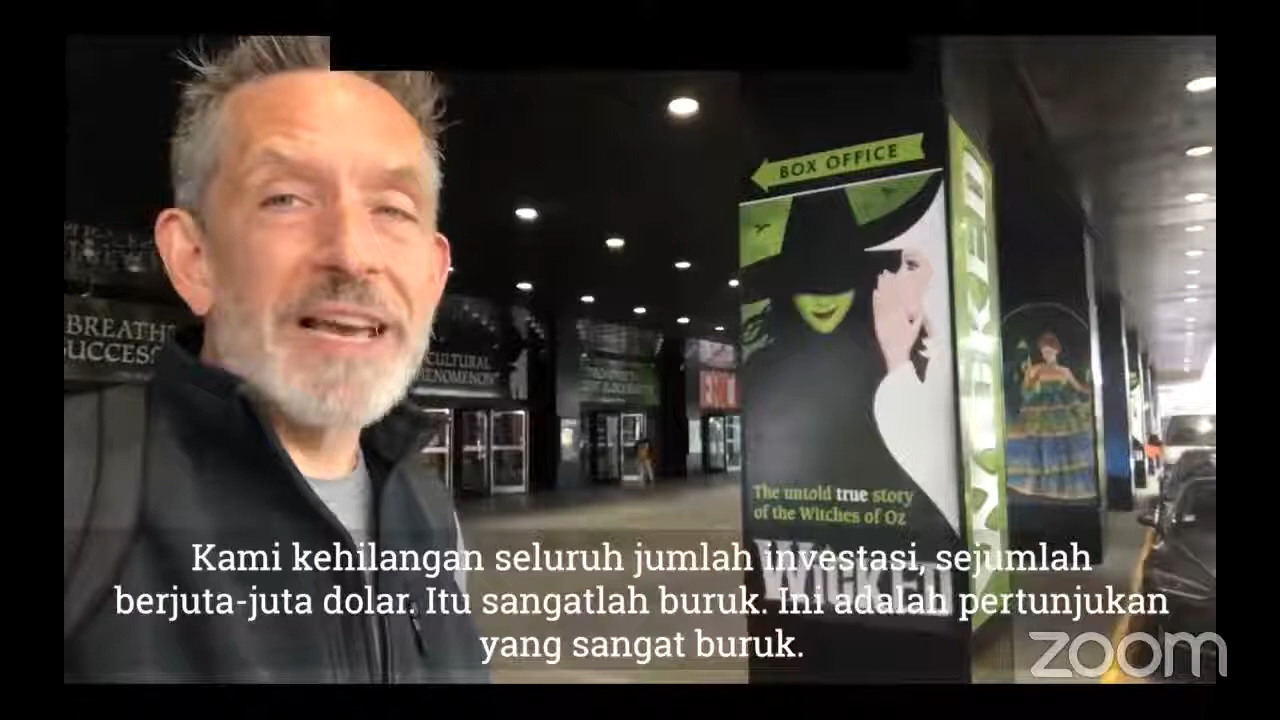 BOX OFFICE
WICKED
BREATH
SUCCESS
CULTURAL
PHENOMENON"
The untold true story
of the Witches of Oz
WICKED
Kami kehilangan seluruh jumlah investasi, sejumlah
berjuta-juta dolar. Itu sangatlah buruk. Ini adalah pertunjukan
yang sangat buruk.
zoom